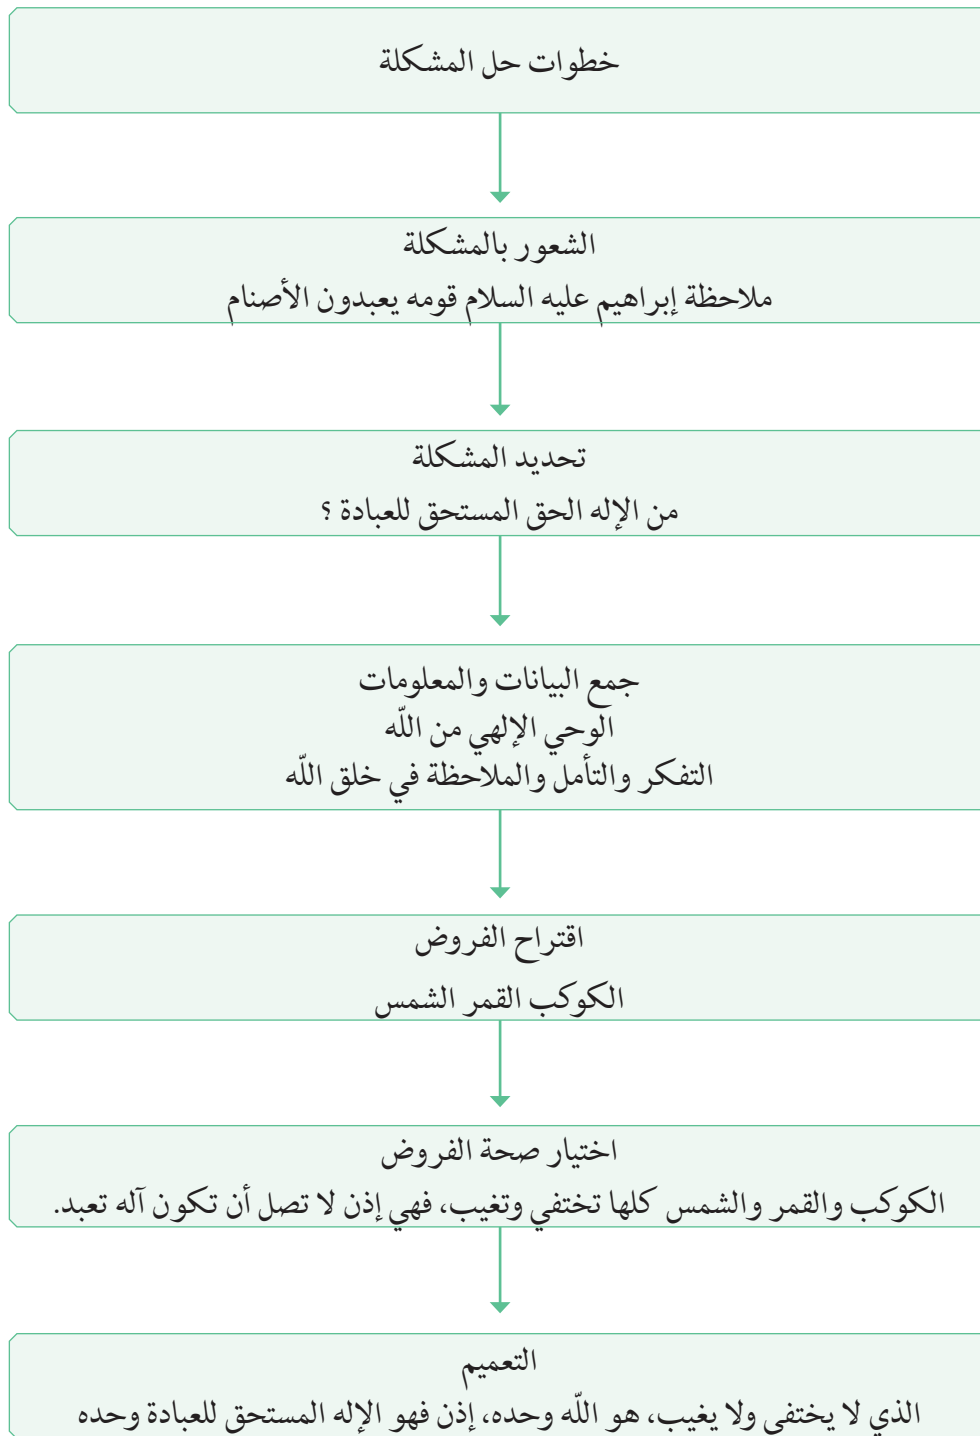 خطوات حل المشكلة
الشعور بالمشكلة
ملاحظة إبراهيم عليه السلام قومه يعبدون الأصنام
تحديد المشكلة
من الإله الحق المستحق للعبادة ؟
جمع البيانات والمعلومات
الوحي الإلهي من اللّه
التفكر والتأمل والملاحظة في خلق اللّه
اقتراح الفروض
الكوكب القمر الشمس
اختيار صحة الفروض
الكوكب والقمر والشمس كلها تختفي وتغيب، فهي إذن لا تصل أن تكون آله تعبد.
التعميم
الذي لا يختفى ولا يغيب، هو اللّه وحده، إذن فهو الإله المستحق للعبادة وحده